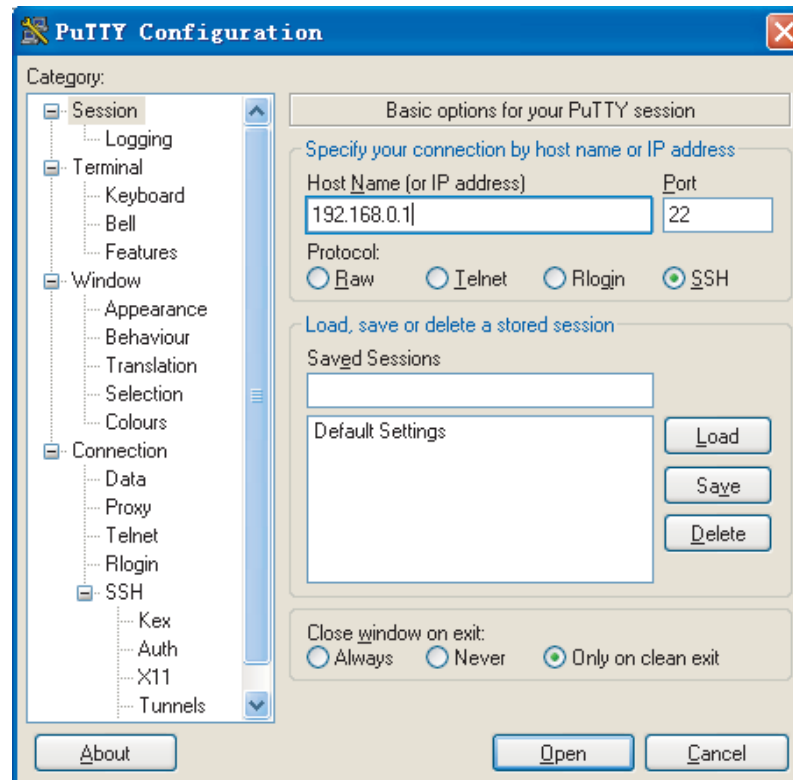 PuTTY Configuration
Category:
Session
Logging
Terminal
Keyboard
Bell
Features
Window
Appearance
Behaviour
Translation
Selection
Colours
Connection
Data
Proxy
Telnet
Rlogin
SSH
Kex
Auth
X11
Tunnels
Basic options for your PuTTY session
Specify your connection by host name or IP address
Host Name (or IP address) Port
192.168.0.1 22
Protocol:
Raw Telnet Rlogin SSH
Load, save or delete a stored session
Saved Sessions
Default Settings
Load
Save
Delete
Close window on exit:
Always Never Only on clean exit
About Open Cancel